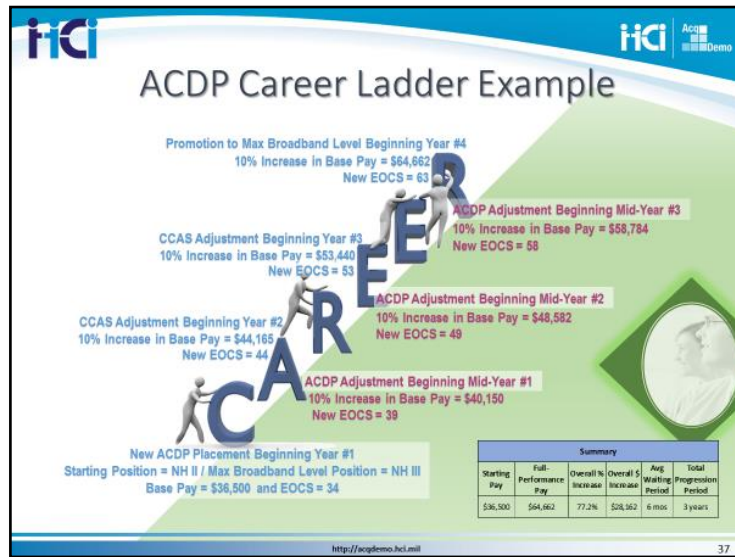 HCi
HCi
Acq
Demo
ACDP Career Ladder Example
Promotion to Max Broadband Level Beginning Year #4
10% Increase in Base Pay = $64,662
New EOCS = 63
ACDP Adjustment Beginning Mid-Year #3
10% Increase in Base Pay = $58,784
New EOCS = 58
CCAS Adjustment Beginning Year #3
10% Increase in Base Pay = $53,440
New EOCS = 53
ACDP Adjustment Beginning Mid-Year #2
10% Increase in Base Pay = $48,582
New EOCS = 49
CCAS Adjustment Beginning Year #2
10% Increase in Base Pay = $44,165
New EOCS = 44
ACDP Adjustment Beginning Mid-Year #1
10% Increase in Base Pay = $40,150
New EOCS = 39
CAREER
New ACDP Placement Beginning Year #1
Starting Position = NH II / Max Broadband Level Position = NH III
Base Pay = $36,500 and EOCS = 34
Summary
Starting Pay Full-Performance Pay Overall % Increase Overall $ Increase Avg Waiting Period Total Progression Period
$36,500 $64,662 77.2% $28,162 6 mos 3 years
http://acqdemo.hci.mil
37